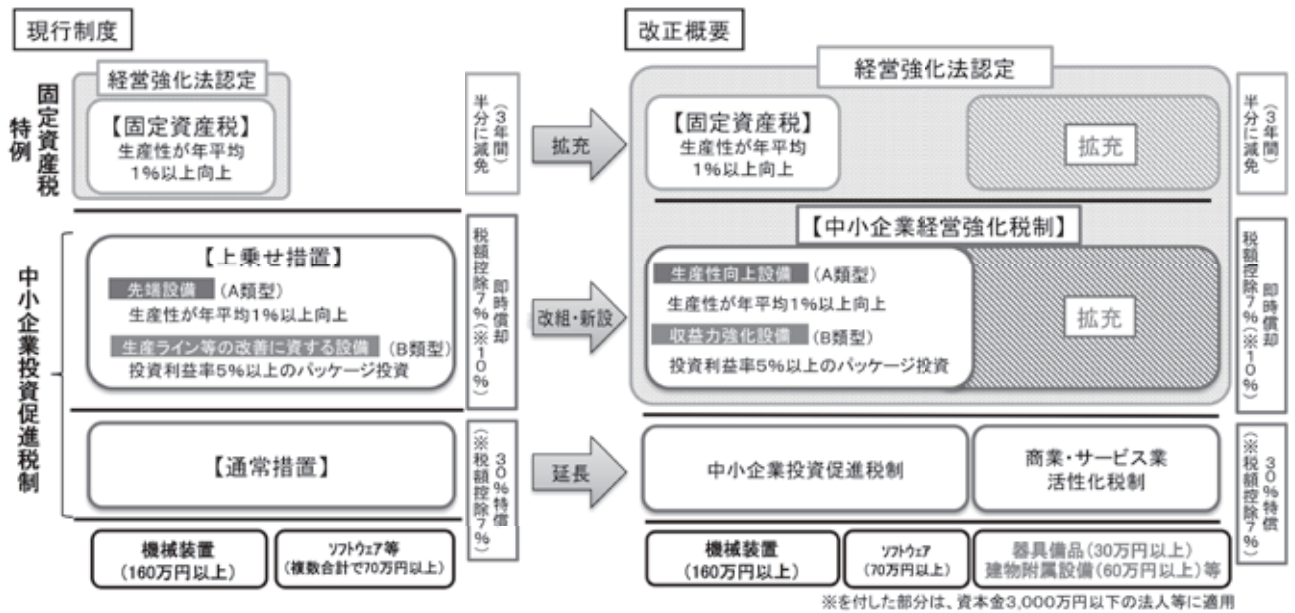 現行制度
固定資産税
特例
経営強化法認定
【固定資産税】
生産性が年平均
1%以上向上
(3年間)
半分に減免
中小企業投資促進税制
【上乗せ措置】
先端設備 (A類型)
生産性が年平均1%以上向上
生産ライン等の改善に資する設備 (B類型)
投資利益率5%以上のパッケージ投資
即時償却
税額控除7%(※10%)
【通常措置】
30%特償
(※税額控除7%)
機械装置
(160万円以上)
ソフトウェア等
(複数合計で70万円以上)
拡充
改組・新設
延長
改正概要
経営強化法認定
【固定資産税】
生産性が年平均
1%以上向上
拡充
(3年間)
半分に減免
【中小企業経営強化税制】
生産性向上設備 (A類型)
生産性が年平均1%以上向上
収益力強化設備 (B類型)
投資利益率5%以上のパッケージ投資
拡充
即時償却
税額控除7%(※10%)
中小企業投資促進税制
商業・サービス業
活性化税制
30%特償
(※税額控除7%)
機械装置
(160万円以上)
ソフトウェア
(70万円以上)
器具備品(30万円以上)
建物附属設備(60万円以上)等
※を付した部分は、資本金3,000万円以下の法人等に適用